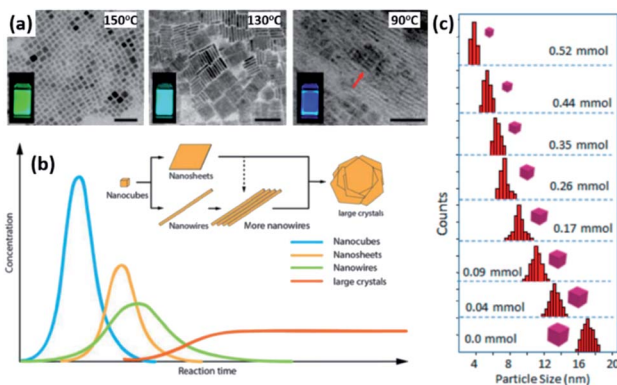 (a)
150°C
130°C
90°C
(b)
Concentration
Nanocubes
Nanosheets
Nanowires
More nanowires
large crystals
Nanocubes
Nanosheets
Nanowires
large crystals
Reaction time
(c)
Counts
0.52 mmol
0.44 mmol
0.35 mmol
0.26 mmol
0.17 mmol
0.09 mmol
0.04 mmol
0.0 mmol
4 8 12 16 20
Particle Size (nm)